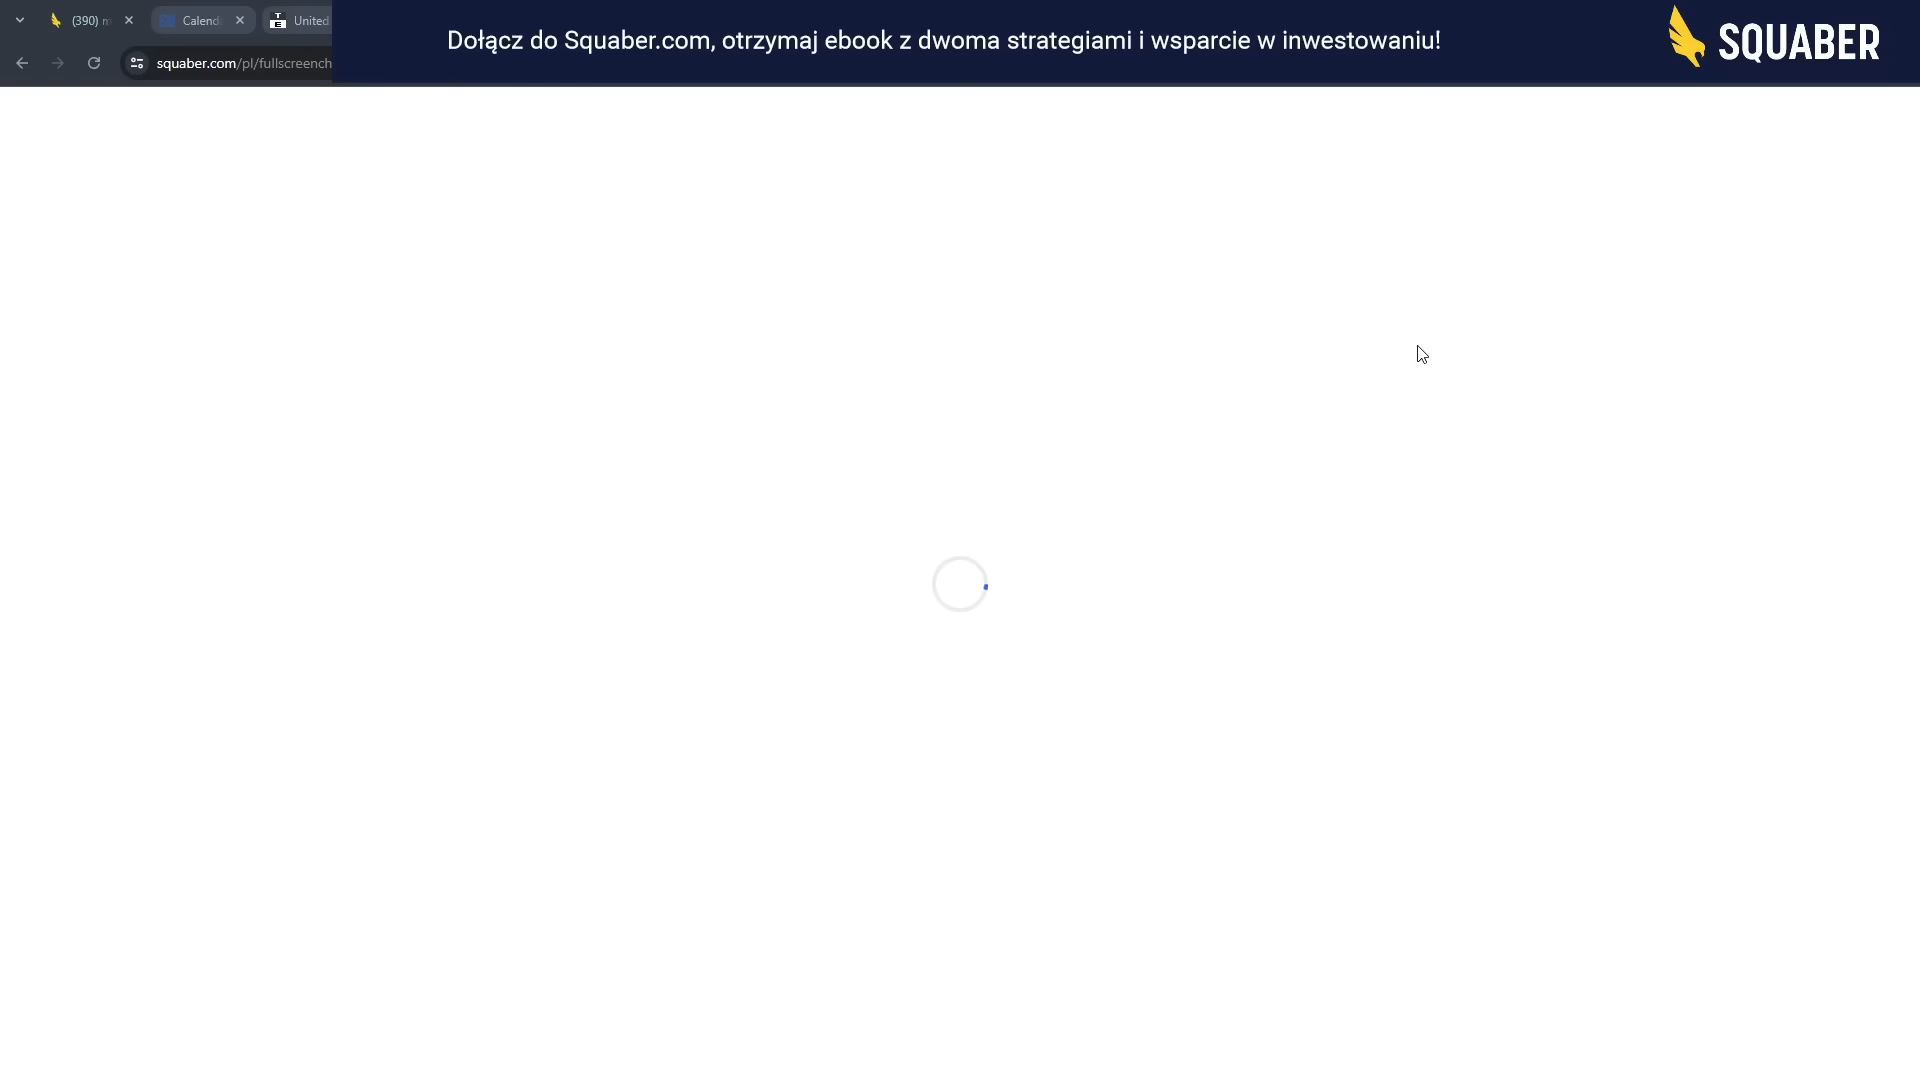 (390) m
Calend
T
E
United
squaber.com/pl/fullscreench
Dołącz do Squaber.com, otrzymaj ebook z dwoma strategiami i wsparcie w inwestowaniu!
SQUABER